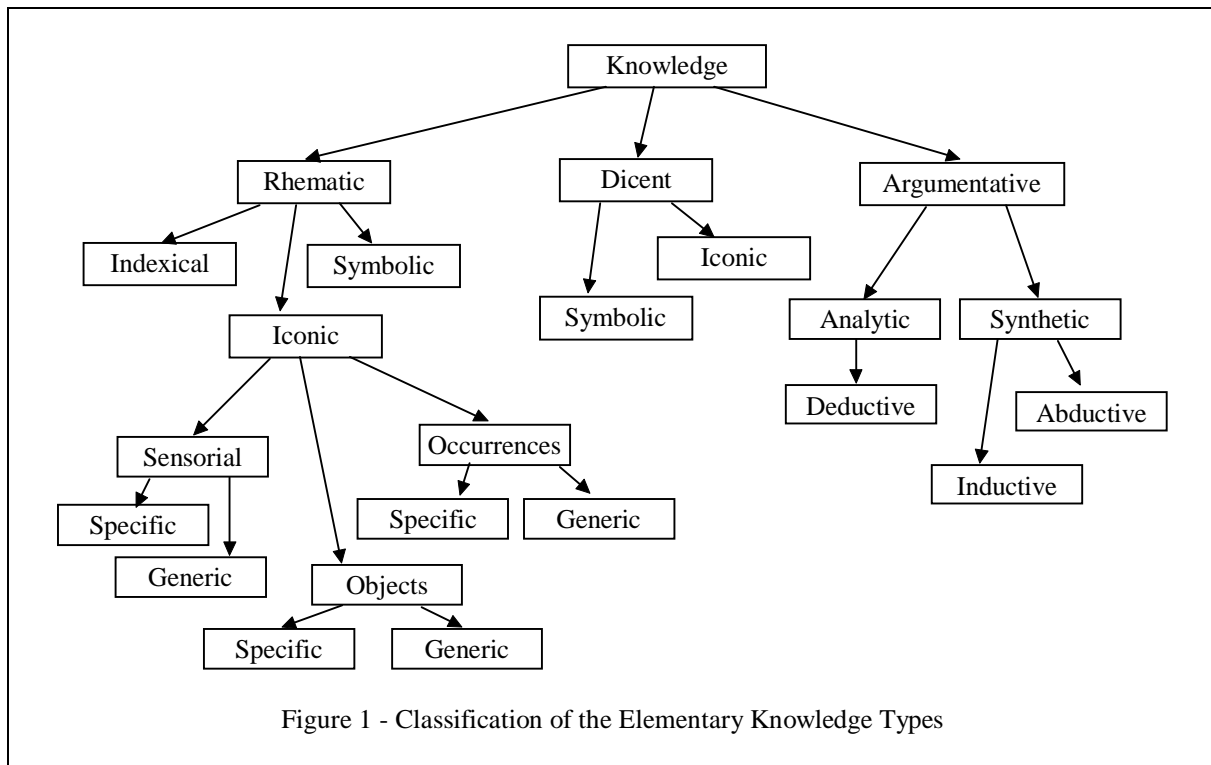 Knowledge
Rhematic
Dicent
Argumentative
Indexical
Symbolic
Iconic
Symbolic
Iconic
Analytic
Synthetic
Deductive
Abductive
Inductive
Sensorial
Occurrences
Specific
Generic
Specific
Generic
Objects
Specific
Generic
Figure 1 - Classification of the Elementary Knowledge Types